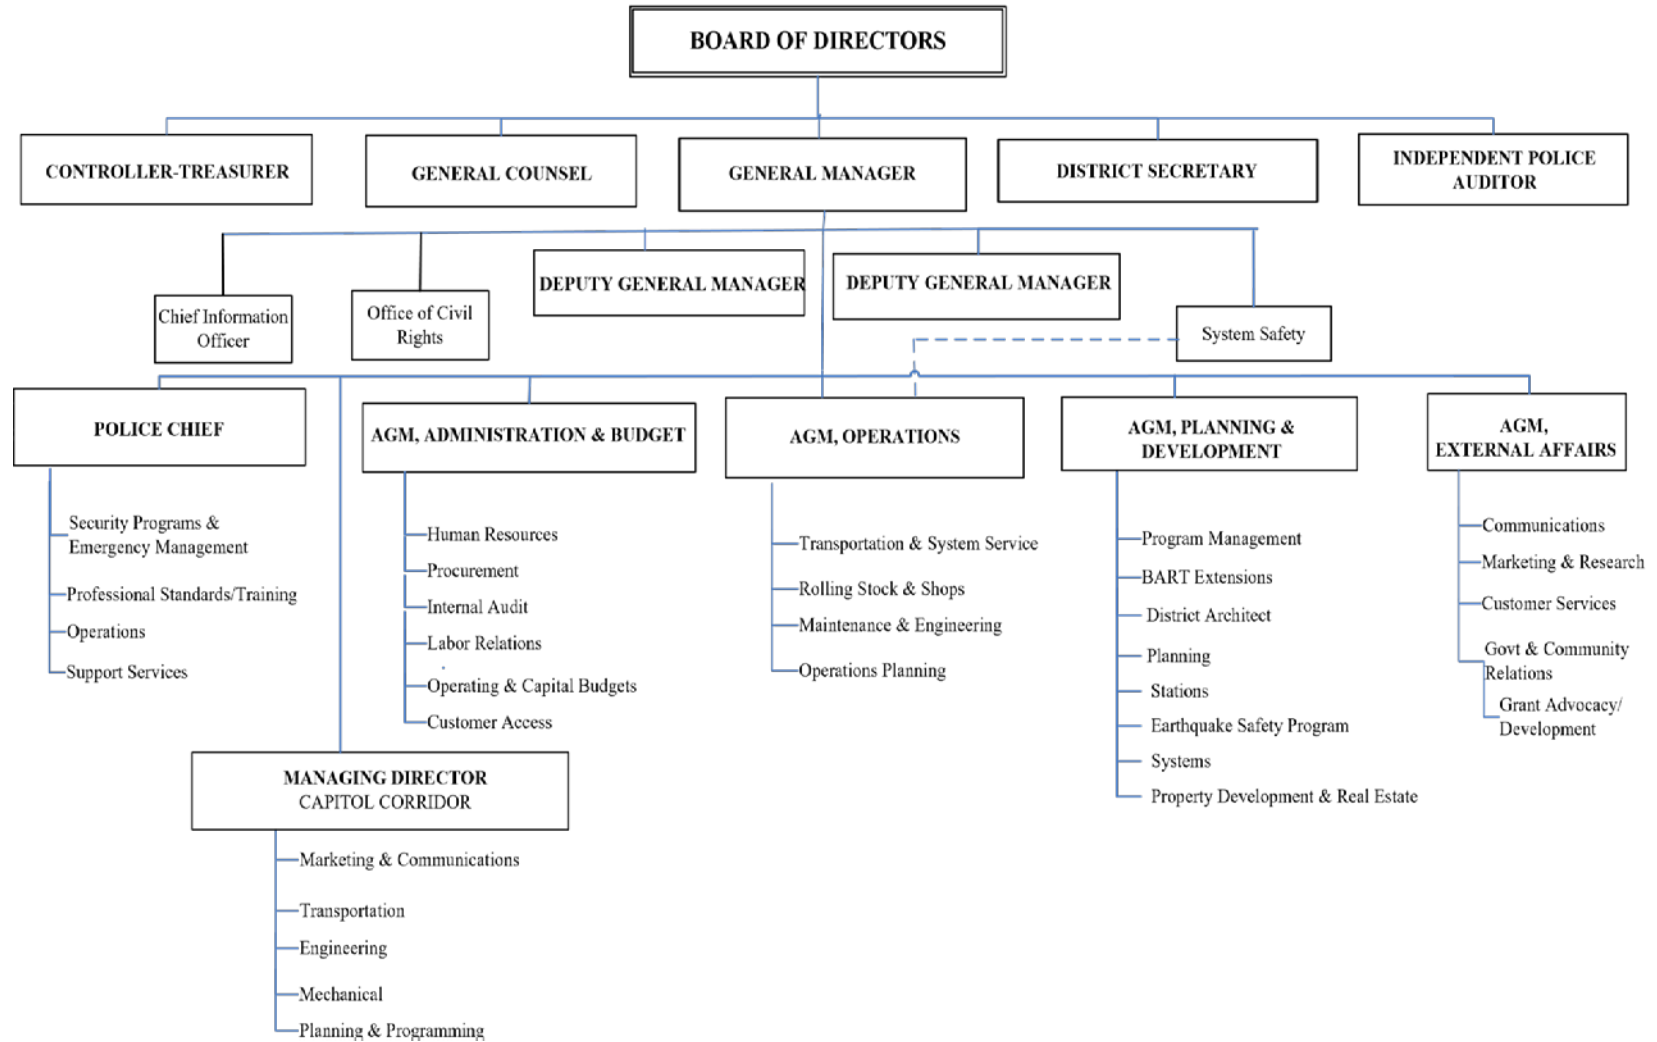 BOARD OF DIRECTORS
CONTROLLER-TREASURER
GENERAL COUNSEL
GENERAL MANAGER
DISTRICT SECRETARY
INDEPENDENT POLICE
AUDITOR
Chief Information
Officer
Office of Civil
Rights
DEPUTY GENERAL MANAGER
DEPUTY GENERAL MANAGER
System Safety
POLICE CHIEF
Security Programs &
Emergency Management
Professional Standards/Training
Operations
Support Services
AGM, ADMINISTRATION & BUDGET
Human Resources
Procurement
Internal Audit
Labor Relations
Operating & Capital Budgets
Customer Access
AGM, OPERATIONS
Transportation & System Service
Rolling Stock & Shops
Maintenance & Engineering
Operations Planning
AGM, PLANNING &
DEVELOPMENT
Program Management
BART Extensions
District Architect
Planning
Stations
Earthquake Safety Program
Systems
Property Development & Real Estate
AGM,
EXTERNAL AFFAIRS
Communications
Marketing & Research
Customer Services
Govt & Community
Relations
Grant Advocacy/
Development
MANAGING DIRECTOR
CAPITOL CORRIDOR
Marketing & Communications
Transportation
Engineering
Mechanical
Planning & Programming